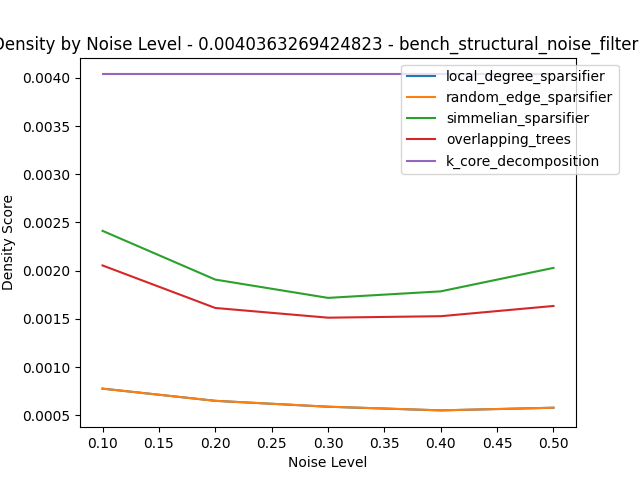 Density by Noise Level - 0.0040363269424823 - bench_structural_noise_filter
local_degree_sparsifier
random_edge_sparsifier
simmelian_sparsifier
overlapping_trees
k_core_decomposition
Density Score
0.0040
0.0035
0.0030
0.0025
0.0020
0.0015
0.0010
0.0005
0.10 0.15 0.20 0.25 0.30 0.35 0.40 0.45 0.50
Noise Level